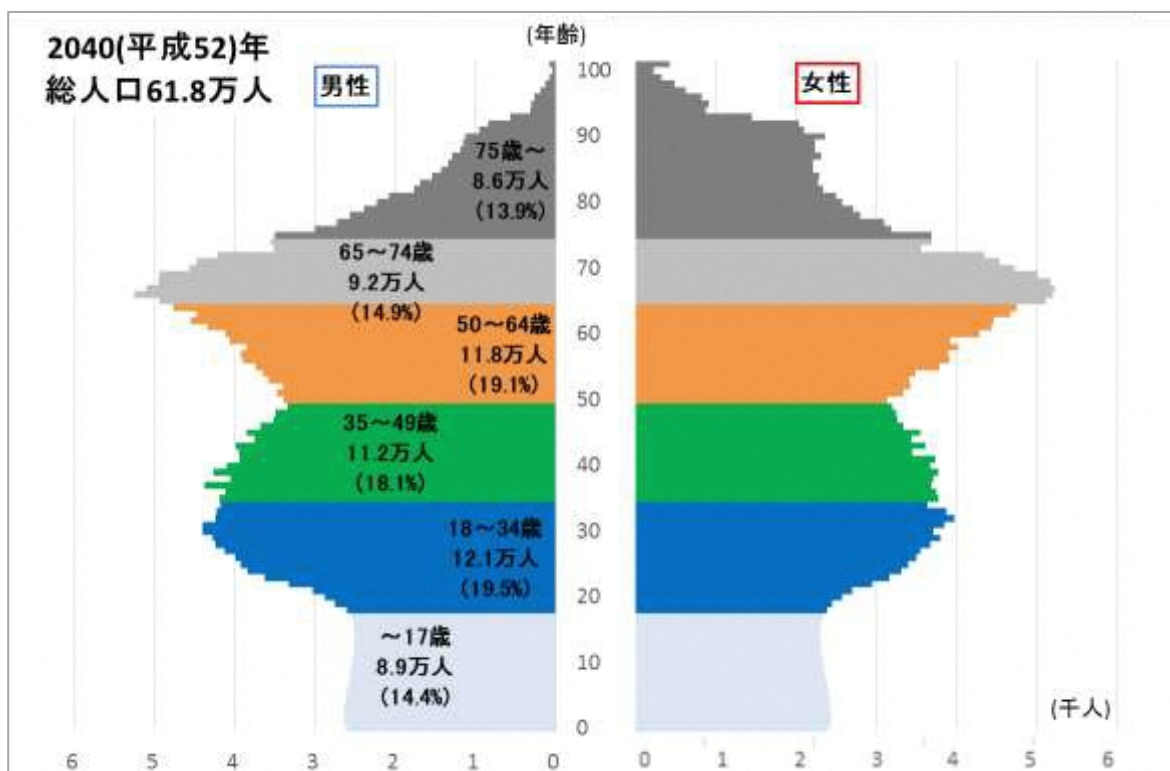 2040(平成52)年
総人口61.8万人
男性
(年齢)
女性
100
90
80
70
60
50
40
30
20
10
0
75歳～
8.6万人
(13.9%)
65～74歳
9.2万人
(14.9%)
50～64歳
11.8万人
(19.1%)
35～49歳
11.2万人
(18.1%)
18～34歳
12.1万人
(19.5%)
～17歳
8.9万人
(14.4%)
(千人)
6 5 4 3 2 1 0
0 1 2 3 4 5 6